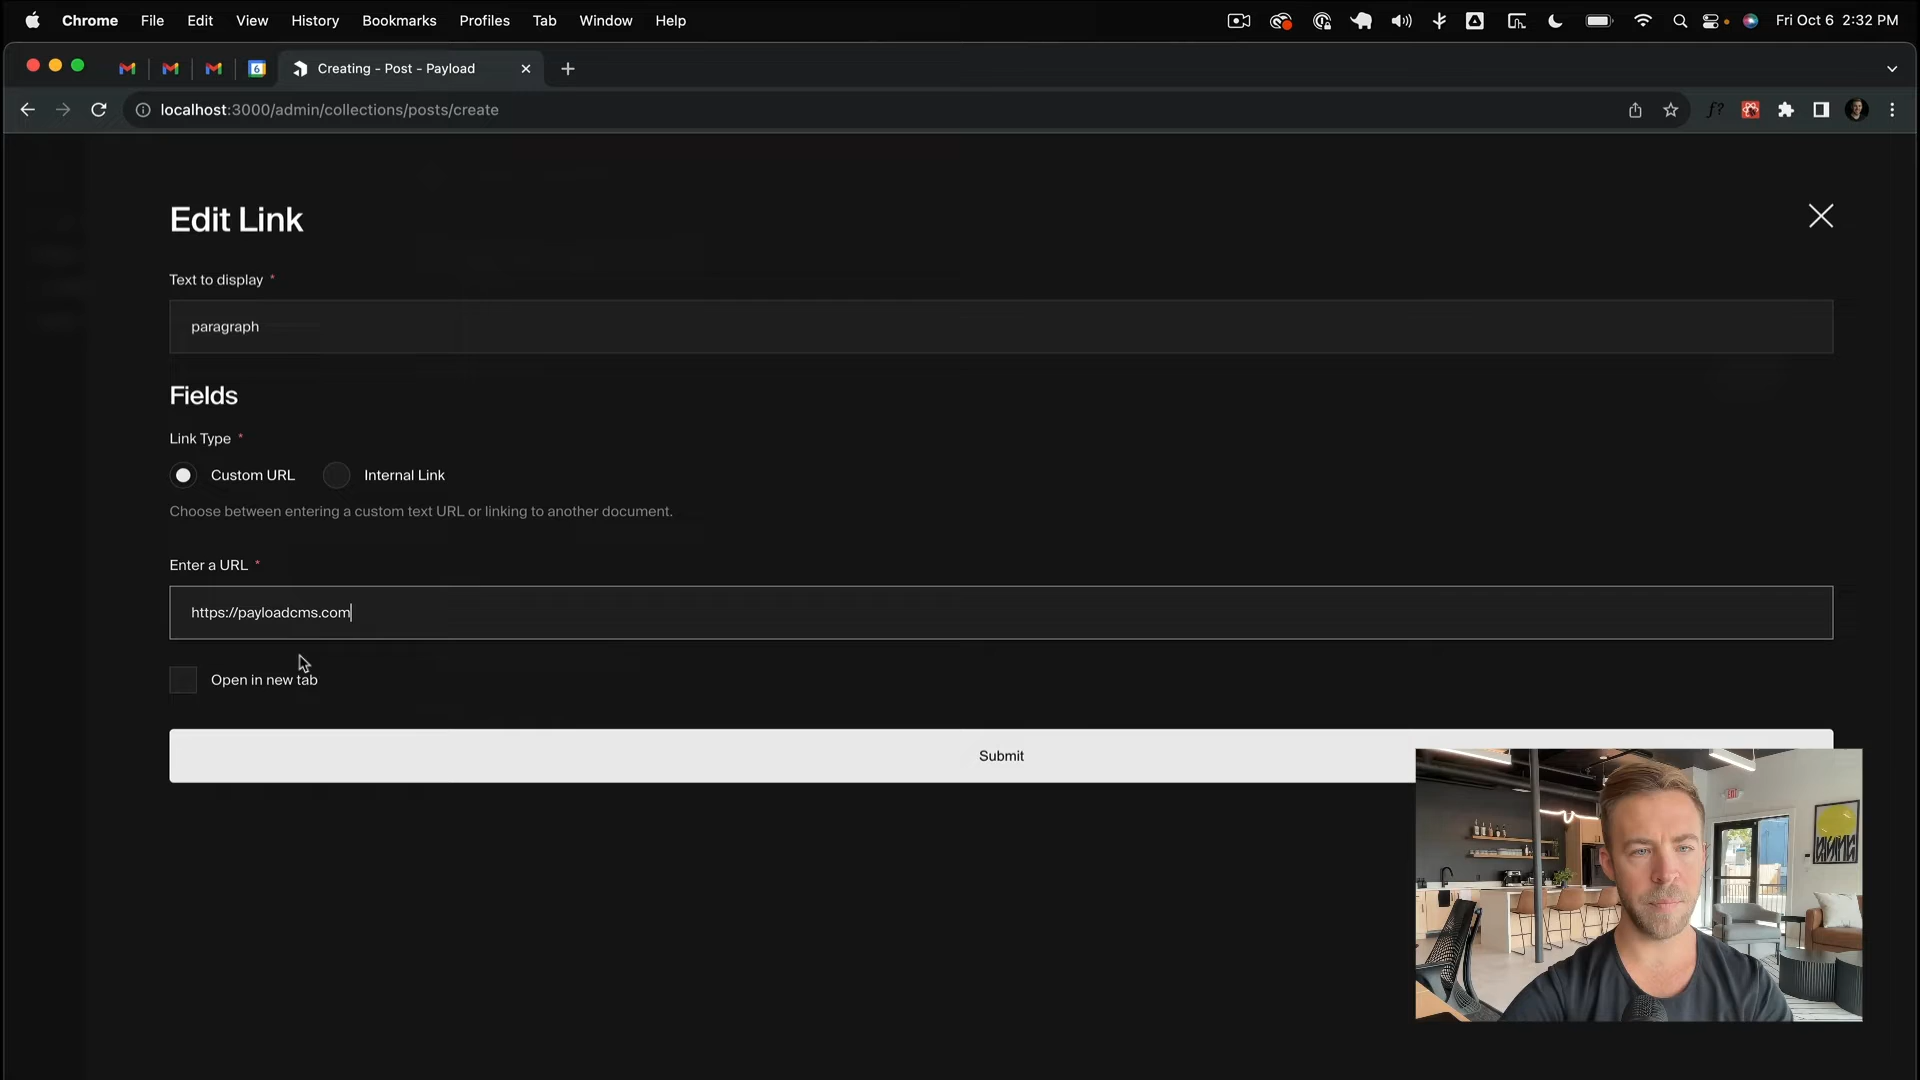 Chrome File Edit View History Bookmarks Profiles Tab Window Help Fri Oct 6 2:32 PM
6 Creating - Post - Payload
localhost:3000/admin/collections/posts/create f?
Edit Link
Text to display *
paragraph
Fields
Link Type *
Custom URL Internal Link
Choose between entering a custom text URL or linking to another document.
Enter a URL *
https://payloadcms.com
Open in new tab
Submit
EXIT